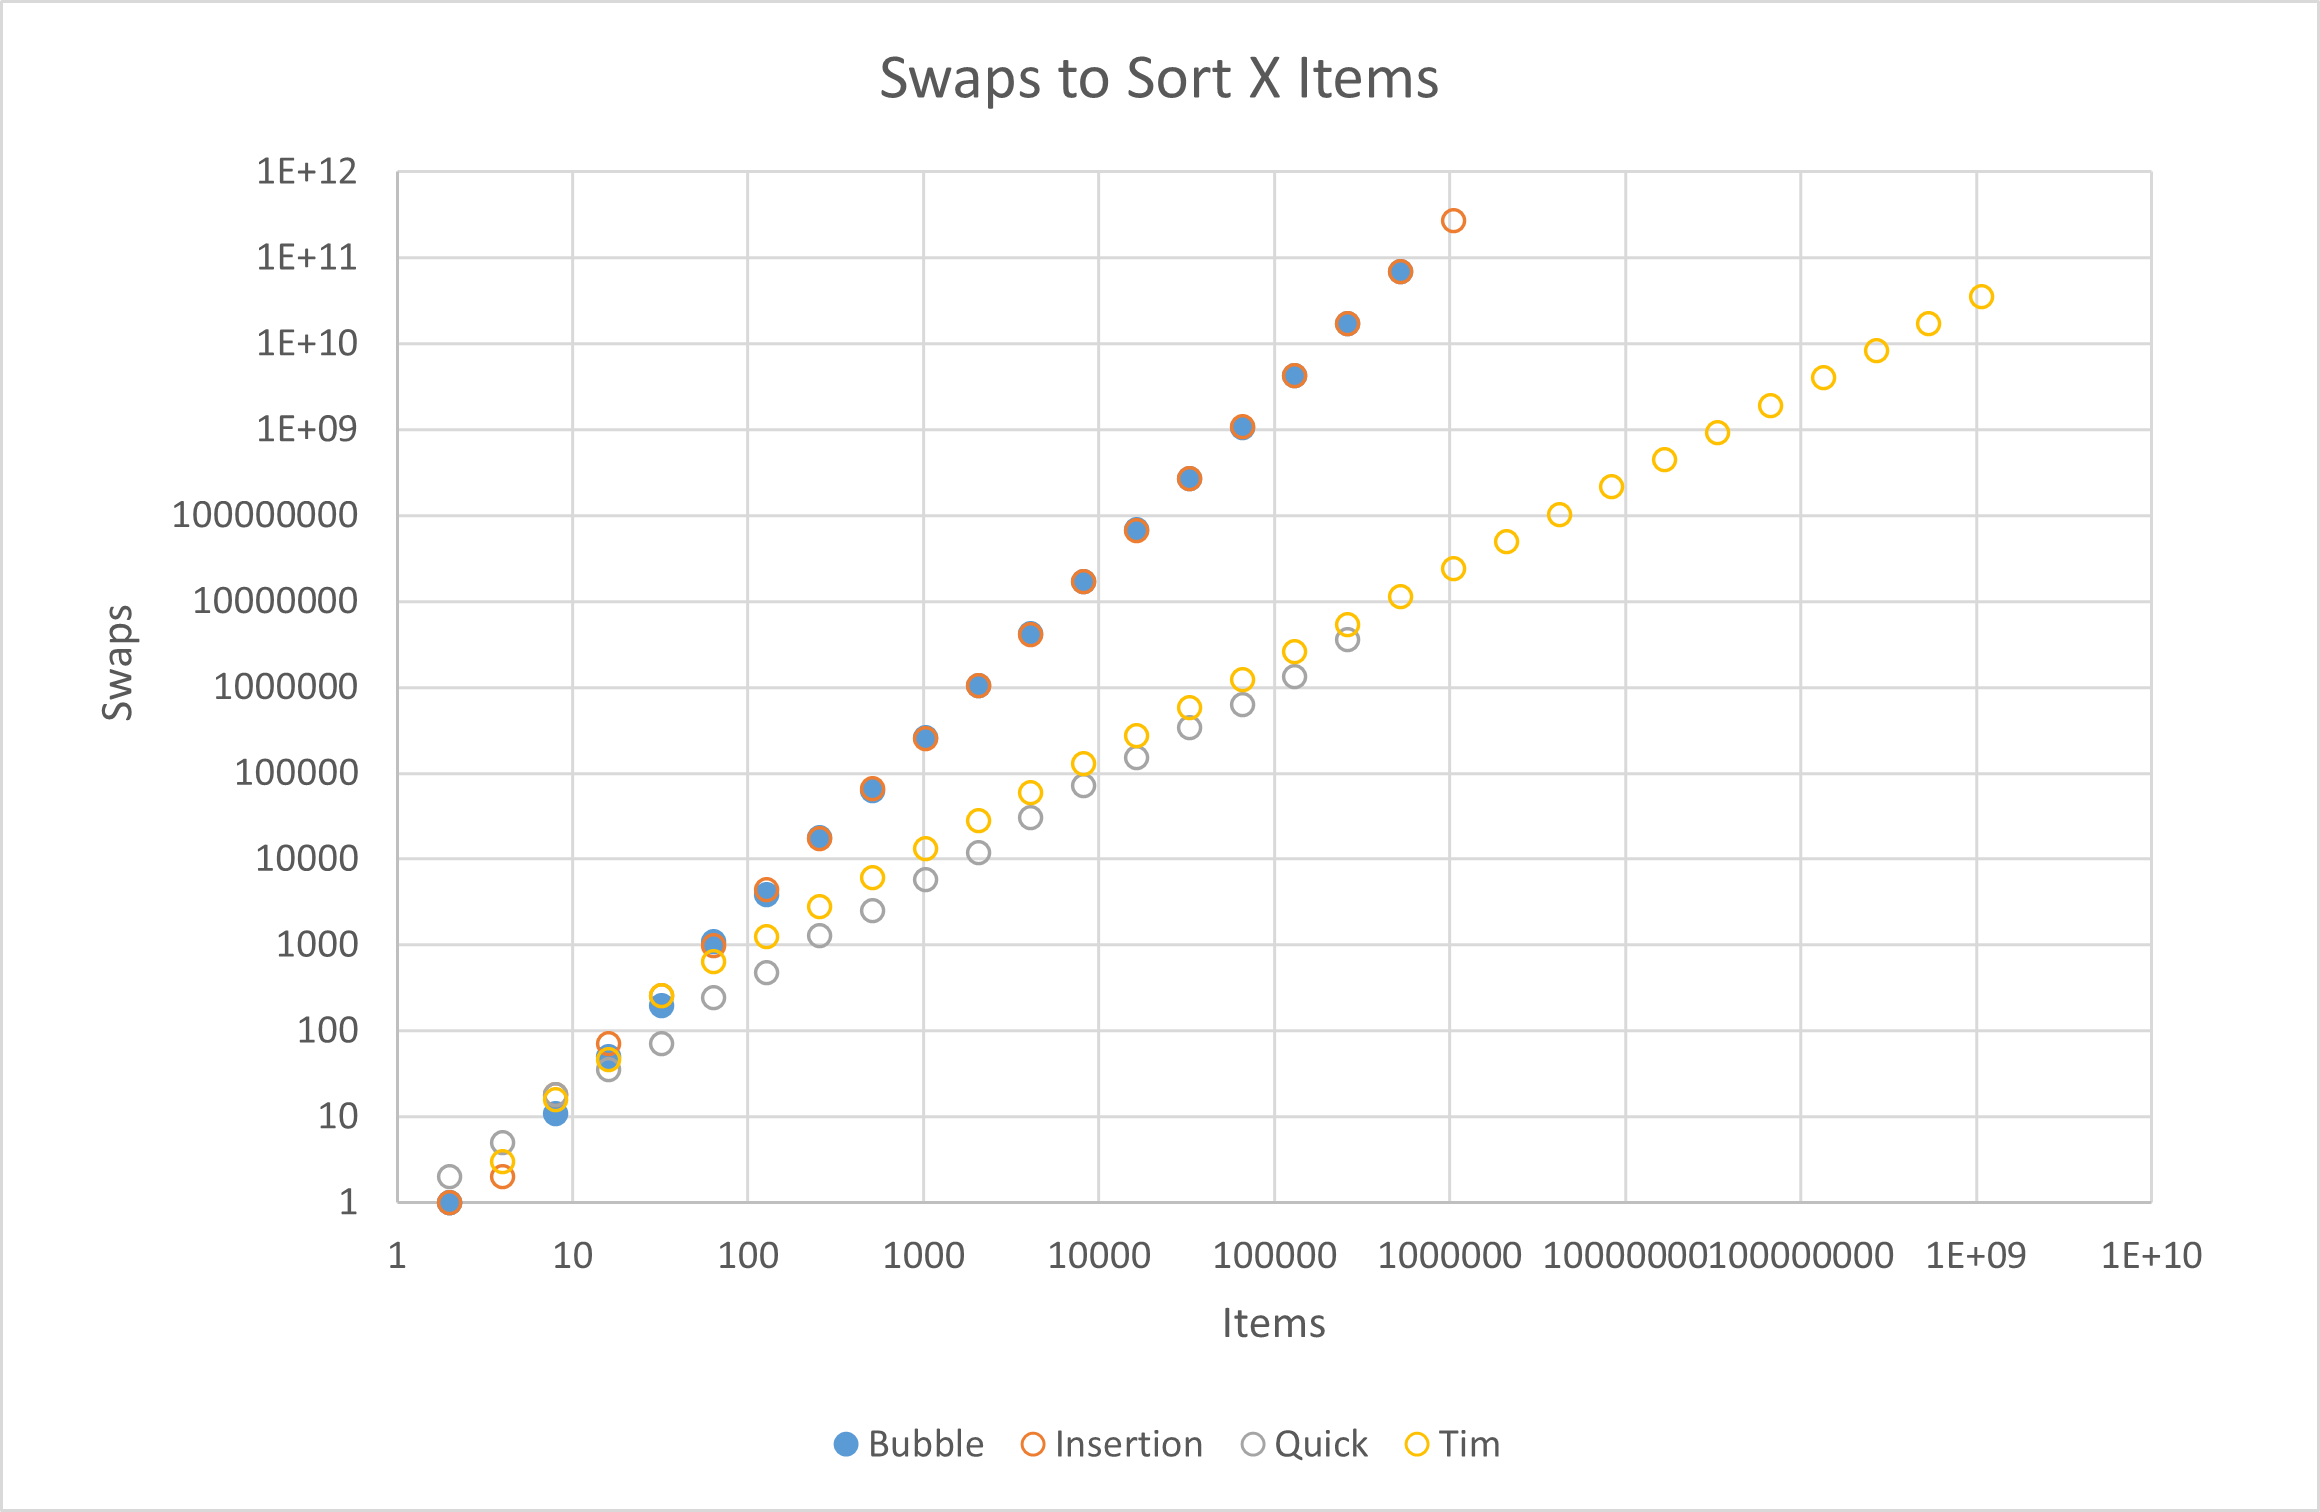 Swaps to Sort X Items
1E+12
1E+11
1E+10
1E+09
100000000
10000000
1000000
100000
10000
1000
100
10
1
Swaps
1 10 100 1000 10000 100000 1000000 10000000 100000000 1E+09 1E+10
Items
Bubble Insertion Quick Tim